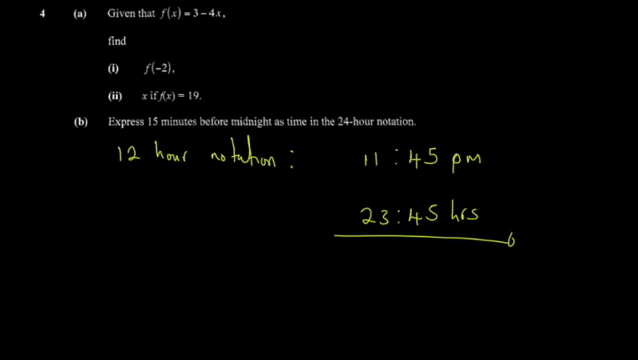 4 (a) Given that f(x) = 3 – 4x,
find
(i) f(–2),
(ii) x if f(x) = 19.
(b) Express 15 minutes before midnight as time in the 24-hour notation.
12 hour notation : 11 : 45 pm
23 : 45 hrs